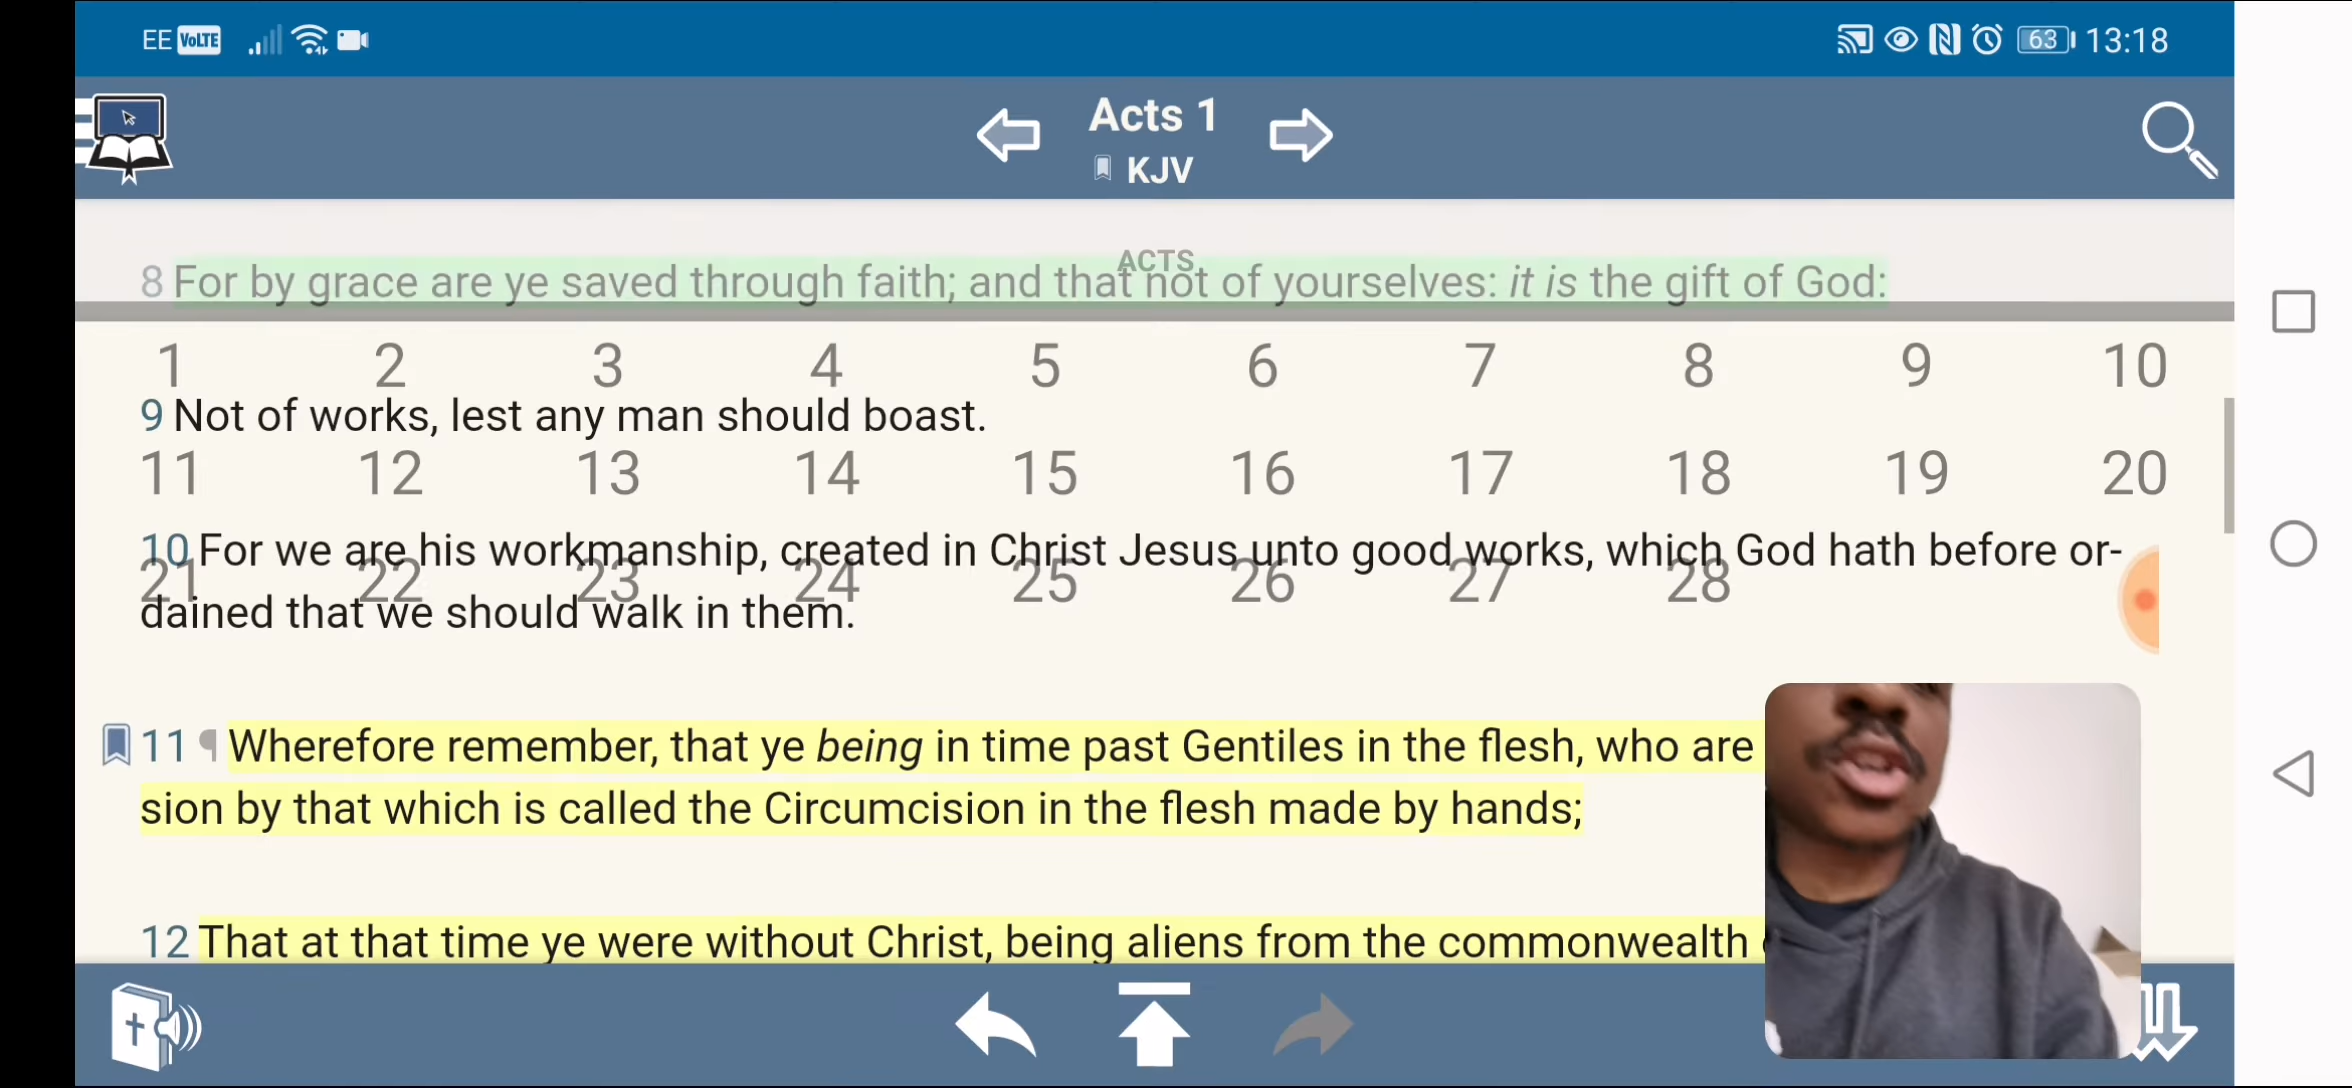 EE VoLTE 63 13:18
Acts 1
KJV
ACTS
8 For by grace are ye saved through faith; and that not of yourselves: it is the gift of God:
1 2 3 4 5 6 7 8 9 10
9 Not of works, lest any man should boast.
11 12 13 14 15 16 17 18 19 20
10 For we are his workmanship, created in Christ Jesus unto good works, which God hath before or-
21 22 23 24 25 26 27 28
dained that we should walk in them.
11 ¶ Wherefore remember, that ye being in time past Gentiles in the flesh, who are
sion by that which is called the Circumcision in the flesh made by hands;
12 That at that time ye were without Christ, being aliens from the commonwealth